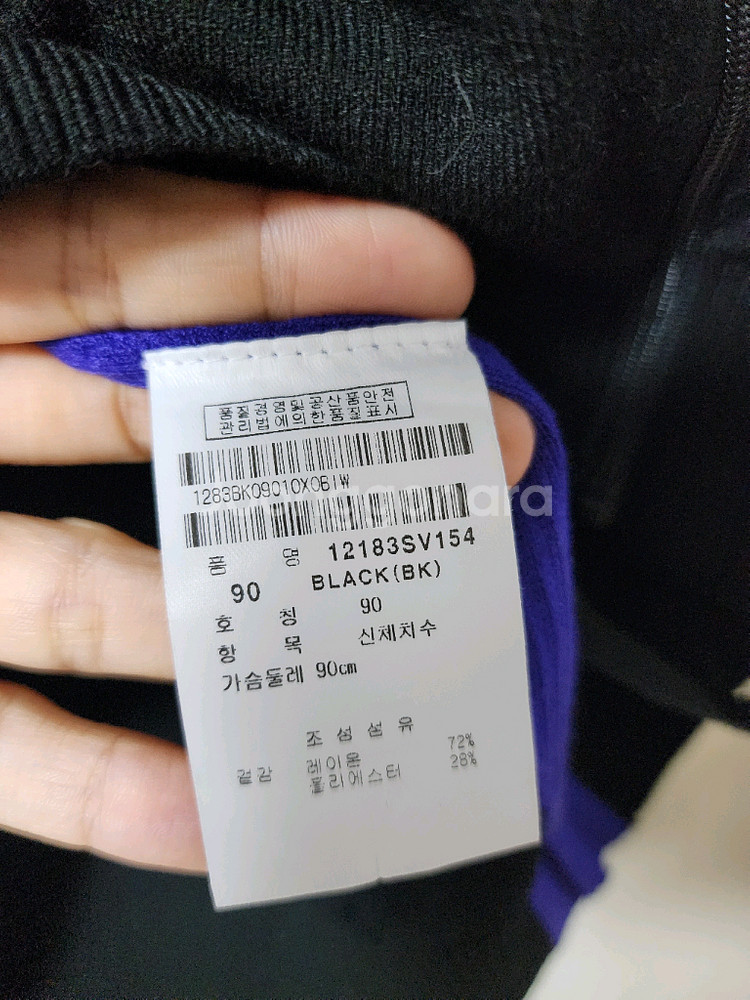 품질경영및공산품안전
관리법에의한품질표시
1283BK09010X0BIW
품 명 12183SV154
90 BLACK(BK)
호 칭 90
항 목 신체치수
가슴둘레 90cm
조성섬유
겉감 레이온 72%
폴리에스터 28%